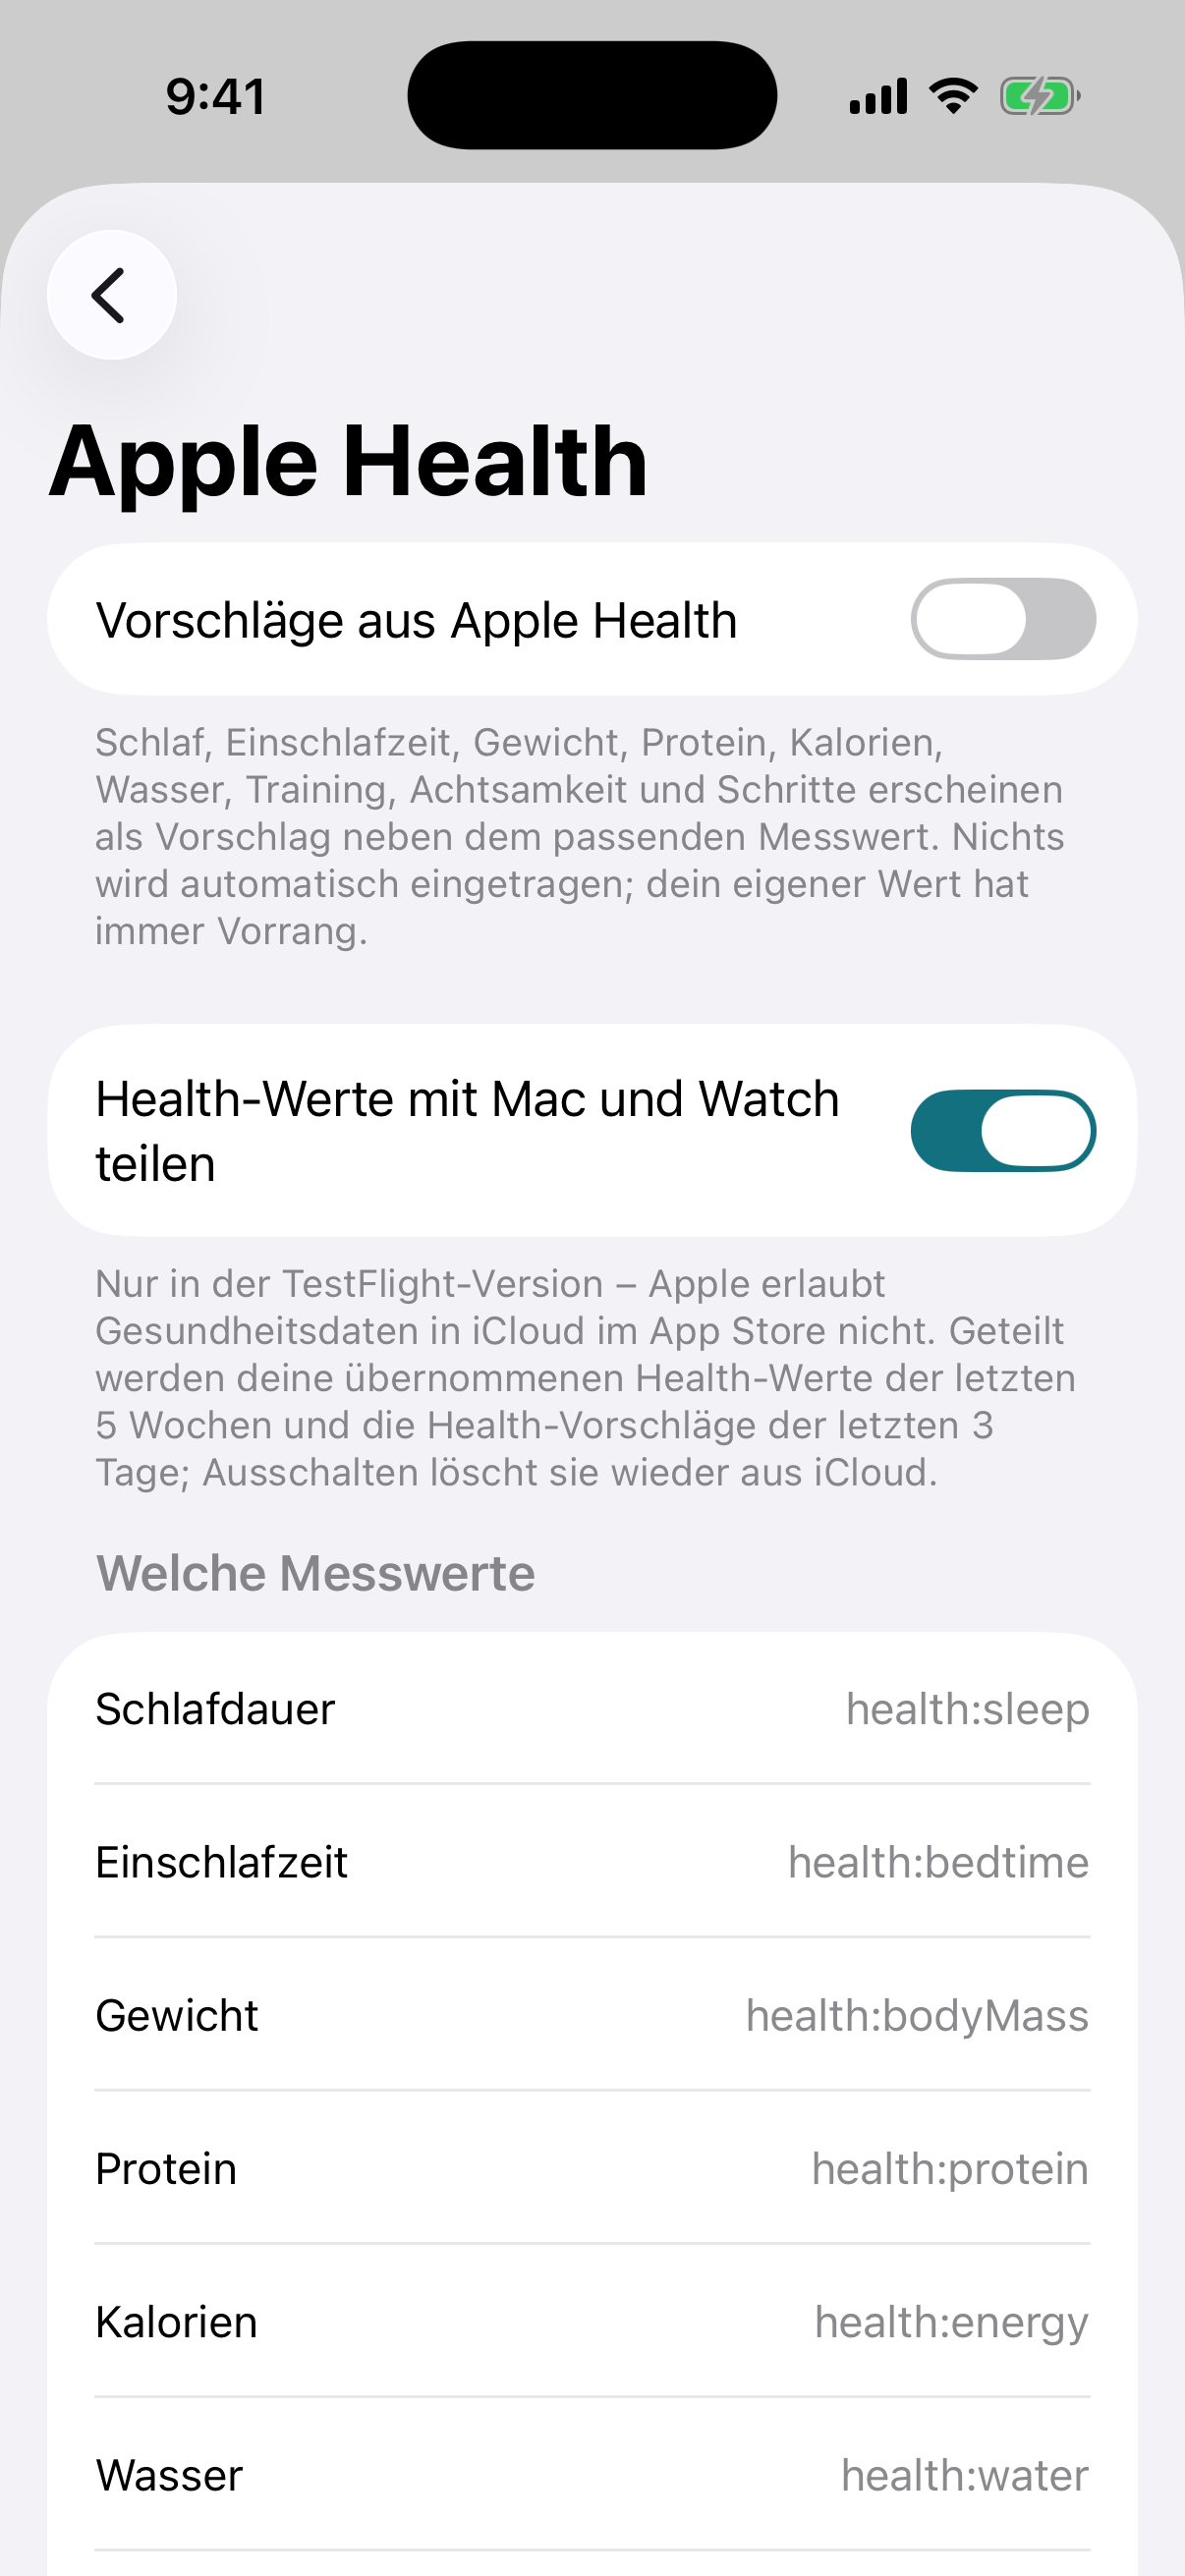 9:41
Apple Health
Vorschläge aus Apple Health
Schlaf, Einschlafzeit, Gewicht, Protein, Kalorien,
Wasser, Training, Achtsamkeit und Schritte erscheinen
als Vorschlag neben dem passenden Messwert. Nichts
wird automatisch eingetragen; dein eigener Wert hat
immer Vorrang.
Health-Werte mit Mac und Watch
teilen
Nur in der TestFlight-Version – Apple erlaubt
Gesundheitsdaten in iCloud im App Store nicht. Geteilt
werden deine übernommenen Health-Werte der letzten
5 Wochen und die Health-Vorschläge der letzten 3
Tage; Ausschalten löscht sie wieder aus iCloud.
Welche Messwerte
Schlafdauer health:sleep
Einschlafzeit health:bedtime
Gewicht health:bodyMass
Protein health:protein
Kalorien health:energy
Wasser health:water